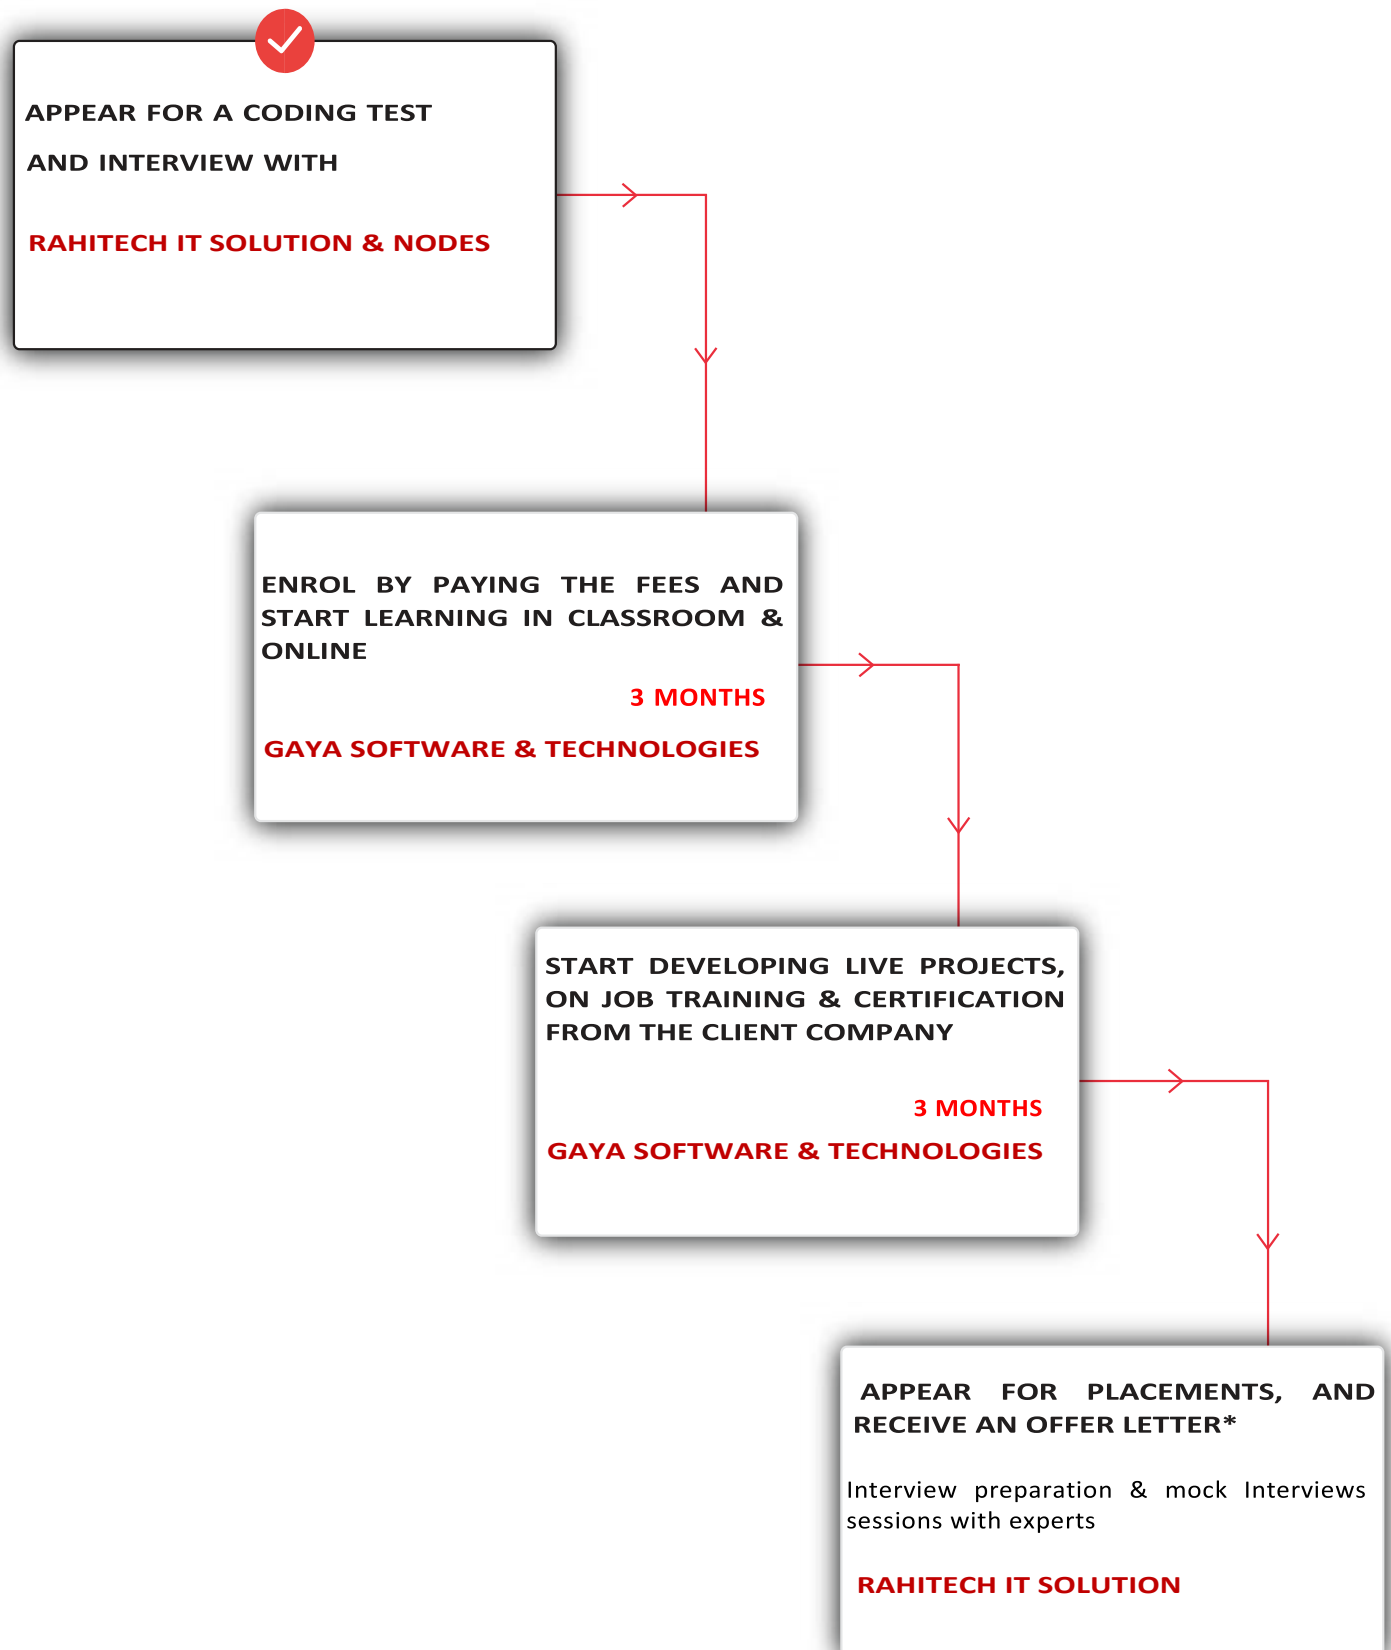 APPEAR FOR A CODING TEST
AND INTERVIEW WITH
RAHITECH IT SOLUTION & NODES
ENROL BY PAYING THE FEES AND
START LEARNING IN CLASSROOM &
ONLINE
3 MONTHS
GAYA SOFTWARE & TECHNOLOGIES
START DEVELOPING LIVE PROJECTS,
ON JOB TRAINING & CERTIFICATION
FROM THE CLIENT COMPANY
3 MONTHS
GAYA SOFTWARE & TECHNOLOGIES
APPEAR FOR PLACEMENTS, AND
RECEIVE AN OFFER LETTER*
Interview preparation & mock Interviews
sessions with experts
RAHITECH IT SOLUTION